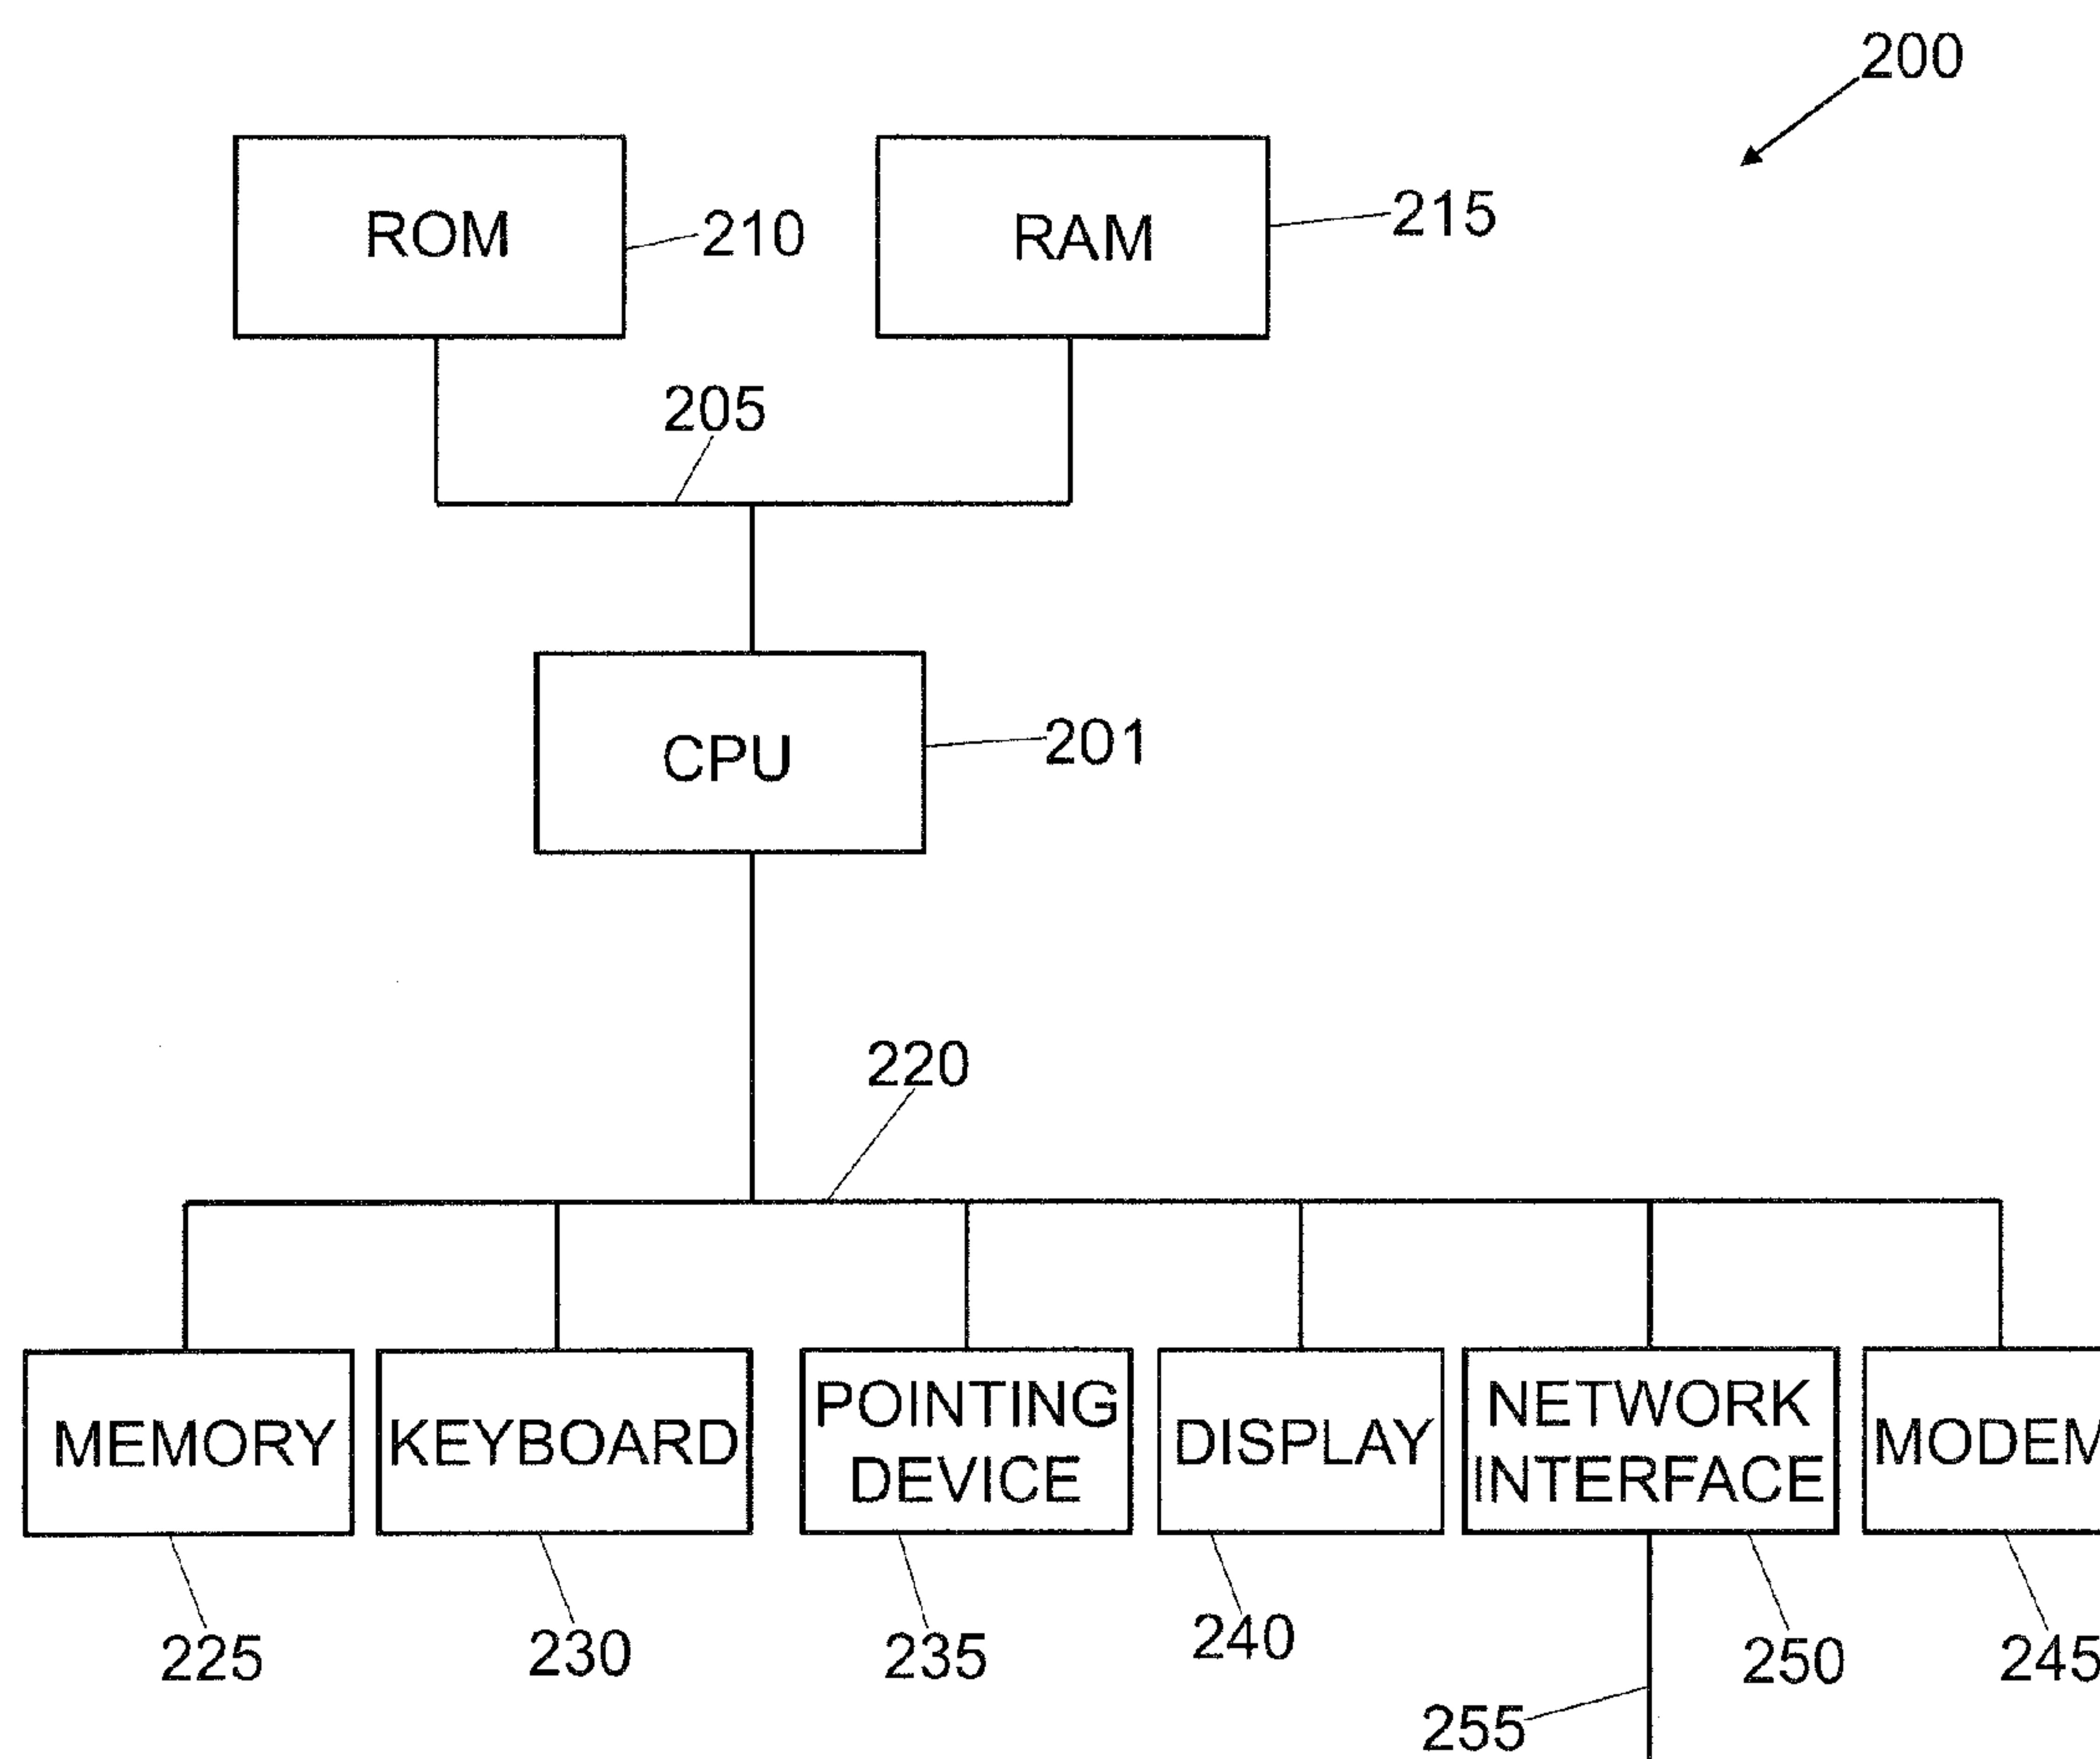 200
ROM
210
RAM
215
205
CPU
201
220
MEMORY
KEYBOARD
POINTING
DEVICE
DISPLAY
NETWORK
INTERFACE
MODEM
225
230
235
240
250
245
255